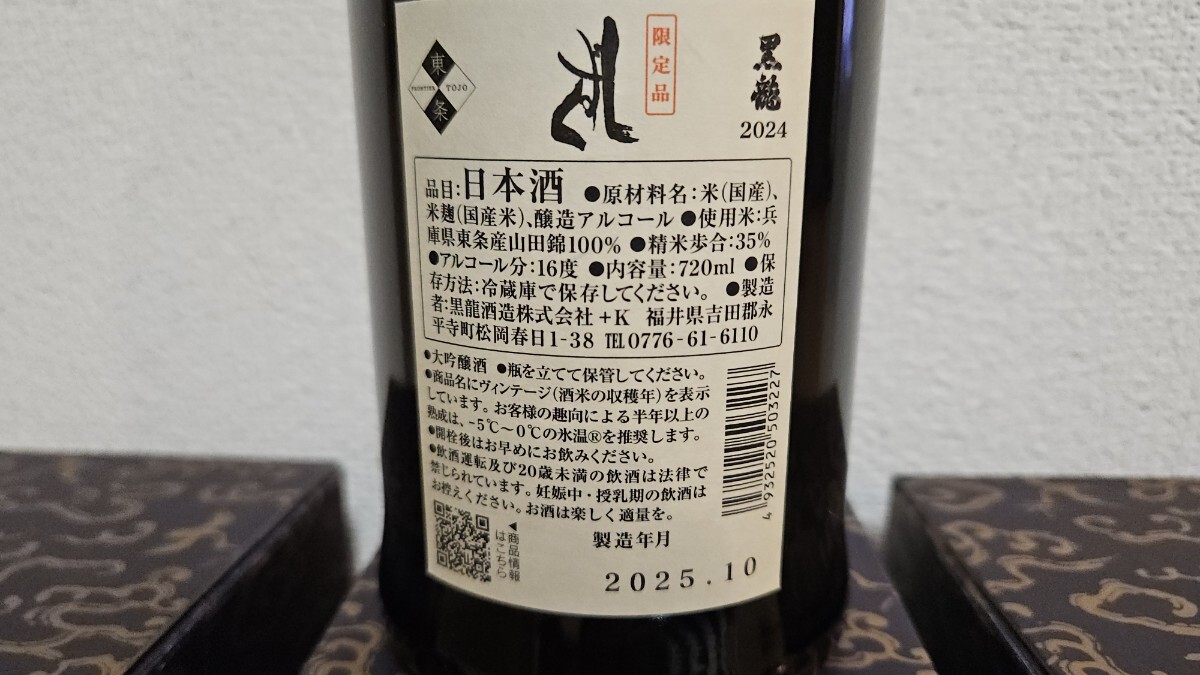 東
FRONTIER TOJO
条
限定品
黒龍
2024
品目:日本酒 ●原材料名:米(国産)、
米麹(国産米)、醸造アルコール ●使用米:兵
庫県東条産山田錦100% ●精米歩合:35%
●アルコール分:16度 ●内容量:720ml ●保
存方法:冷蔵庫で保存してください。 ●製造
者:黒龍酒造株式会社+K 福井県吉田郡永
平寺町松岡春日1-38 TEL0776-61-6110
●大吟醸酒 ●瓶を立てて保管してください。
●商品名にヴィンテージ(酒米の収穫年)を表示
しています。お客様の趣向による半年以上の
熟成は、-5℃〜0℃の氷温®を推奨します。
●開栓後はお早めにお飲みください。
●飲酒運転及び20歳未満の飲酒は法律で
禁じられています。妊娠中・授乳期の飲酒は
お控えください。お酒は楽しく適量を。
◀商品情報
はこちら
製造年月
2025.10
4 932520 503227